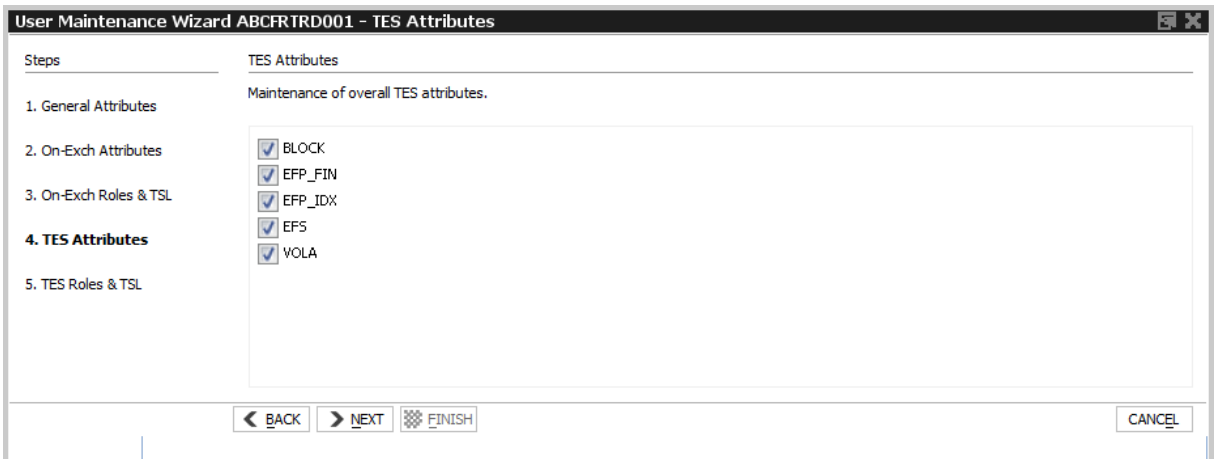 User Maintenance Wizard ABCFRTRD001 - TES Attributes
Steps
1. General Attributes
2. On-Exch Attributes
3. On-Exch Roles & TSL
4. TES Attributes
5. TES Roles & TSL
TES Attributes
Maintenance of overall TES attributes.
BLOCK
EFP_FIN
EFP_IDX
EFS
VOLA
BACK NEXT FINISH CANCEL